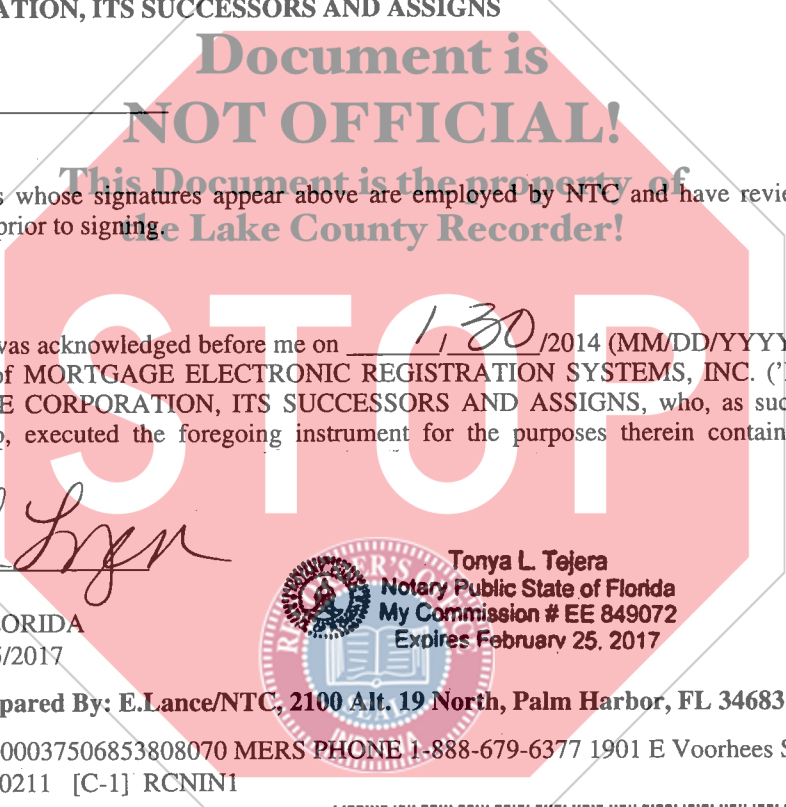 ATION, ITS SUCCESSORS AND ASSIGNS
Document is
NOT OFFICIAL!
This Document is the property of
s whose signatures appear above are employed by NTC and have revie
prior to signing.
the Lake County Recorder!
STOP
was acknowledged before me on 1/30/2014 (MM/DD/YYYY
of MORTGAGE ELECTRONIC REGISTRATION SYSTEMS, INC. ('
E CORPORATION, ITS SUCCESSORS AND ASSIGNS, who, as suc
o, executed the foregoing instrument for the purposes therein contain
Tonya L. Tejera
Notary Public State of Florida
My Commission # EE 849072
Expires February 25, 2017
RECORDER'S OFFICE
INDIANA
LORIDA
5/2017
pared By: E.Lance/NTC, 2100 Alt. 19 North, Palm Harbor, FL 34683
00037506853808070 MERS PHONE 1-888-679-6377 1901 E Voorhees S
0211 [C-1] RCNIN1